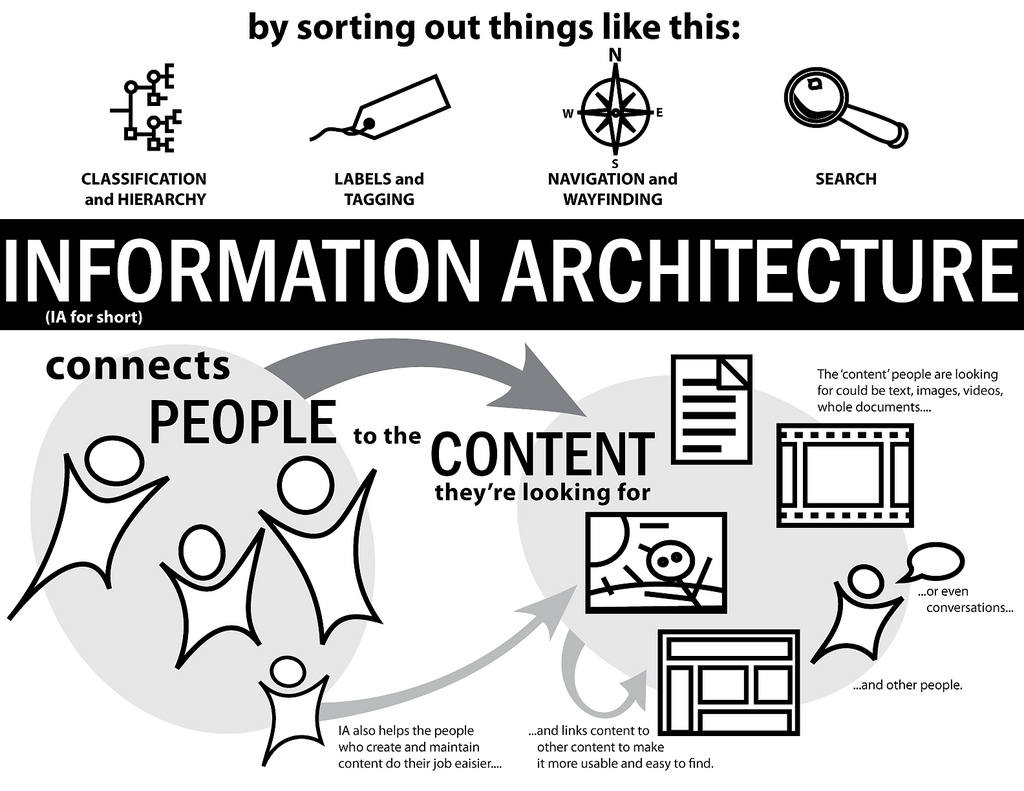 by sorting out things like this:
N
W E
S
CLASSIFICATION
and HIERARCHY
LABELS and
TAGGING
NAVIGATION and
WAYFINDING
SEARCH
INFORMATION ARCHITECTURE
(IA for short)
connects
PEOPLE
to the
CONTENT
they're looking for
The 'content' people are looking
for could be text, images, videos,
whole documents....
...or even
conversations...
...and other people.
IA also helps the people
who create and maintain
content do their job eaisier....
...and links content to
other content to make
it more usable and easy to find.